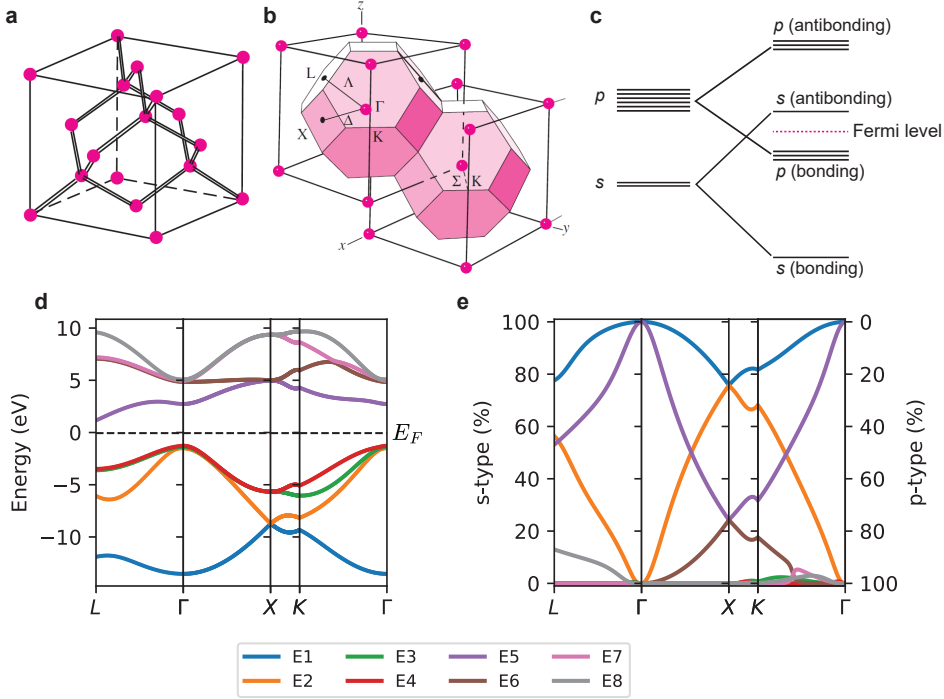 a
b
c
z
L
Λ
Γ
X
Δ
K
Σ K
x
y
p
s
p (antibonding)
s (antibonding)
Fermi level
p (bonding)
s (bonding)
d
10
5
0
−5
−10
Energy (eV)
E_F
L Γ X K Γ
e
100
80
60
40
20
0
s-type (%)
0
20
40
60
80
100
p-type (%)
L Γ X K Γ
E1 E3 E5 E7
E2 E4 E6 E8